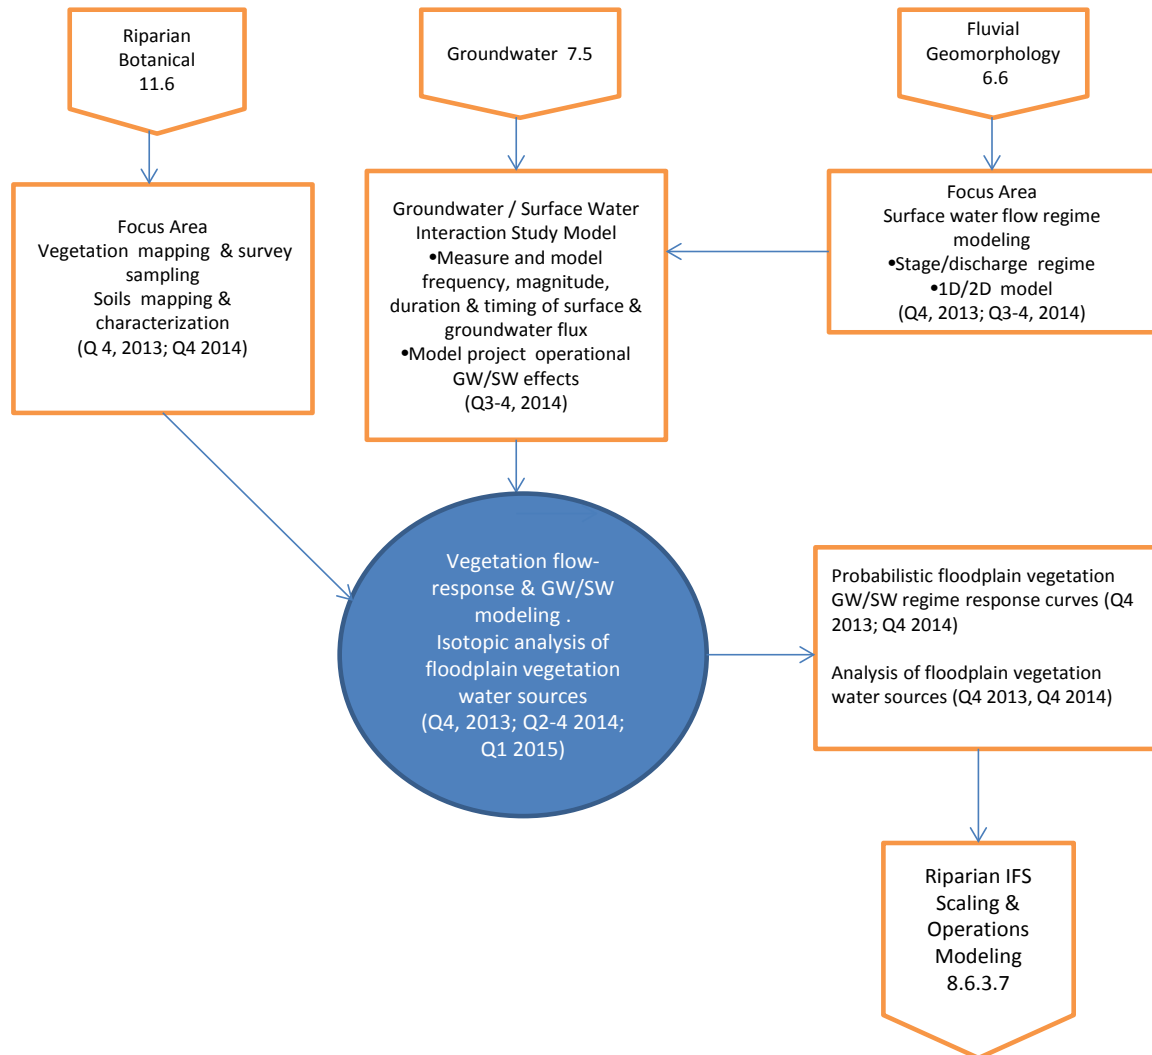 Riparian
Botanical
11.6
Groundwater 7.5
Fluvial
Geomorphology
6.6
Focus Area
Vegetation mapping & survey
sampling
Soils mapping &
characterization
(Q 4, 2013; Q4 2014)
Groundwater / Surface Water
Interaction Study Model
•Measure and model
frequency, magnitude,
duration & timing of surface &
groundwater flux
•Model project operational
GW/SW effects
(Q3-4, 2014)
Focus Area
Surface water flow regime
modeling
•Stage/discharge regime
•1D/2D model
(Q4, 2013; Q3-4, 2014)
Vegetation flow-
response & GW/SW
modeling .
Isotopic analysis of
floodplain vegetation
water sources
(Q4, 2013; Q2-4 2014;
Q1 2015)
Probabilistic floodplain vegetation
GW/SW regime response curves (Q4
2013; Q4 2014)
Analysis of floodplain vegetation
water sources (Q4 2013, Q4 2014)
Riparian IFS
Scaling &
Operations
Modeling
8.6.3.7